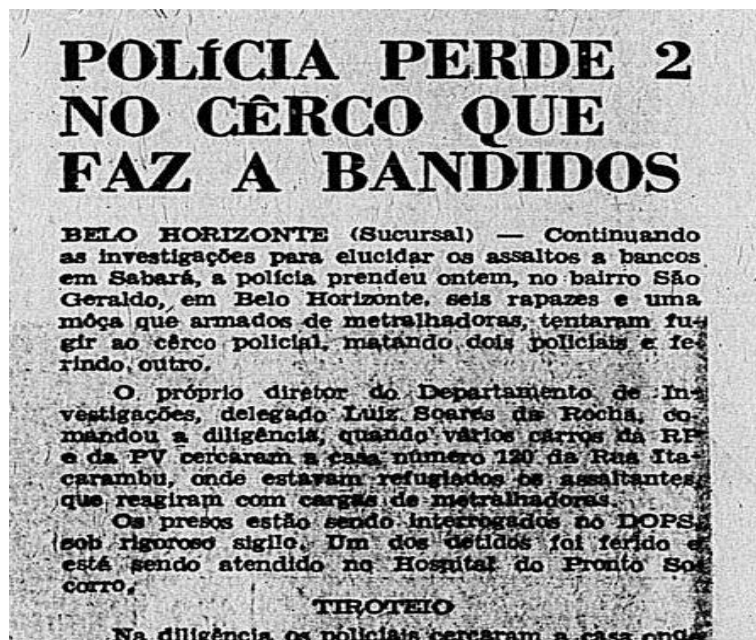 POLÍCIA PERDE 2
NO CÊRCO QUE
FAZ A BANDIDOS
BELO HORIZONTE (Sucursal) — Continuando
as investigações para elucidar os assaltos a bancos
em Sabará, a polícia prendeu ontem, no bairro São
Geraldo, em Belo Horizonte, seis rapazes e uma
môça que armados de metralhadoras, tentaram fu-
gir ao cêrco policial, matando dois policiais e fe-
rindo outro.
O próprio diretor do Departamento de In-
vestigações, delegado Luiz Soares da Rocha, co-
mandou a diligência, quando vários carros da RP
e da PV cercaram a casa número 120 da Rua Ita-
carambu, onde estavam refugiados os assaltantes,
que reagiram com cargas de metralhadoras.
Os presos estão sendo interrogados no DOPS,
sob rigoroso sigilo. Um dos detidos foi ferido e
está sendo atendido no Hospital do Pronto So-
corro.
TIROTEIO
Na diligência os policiais cercaram a casa onde